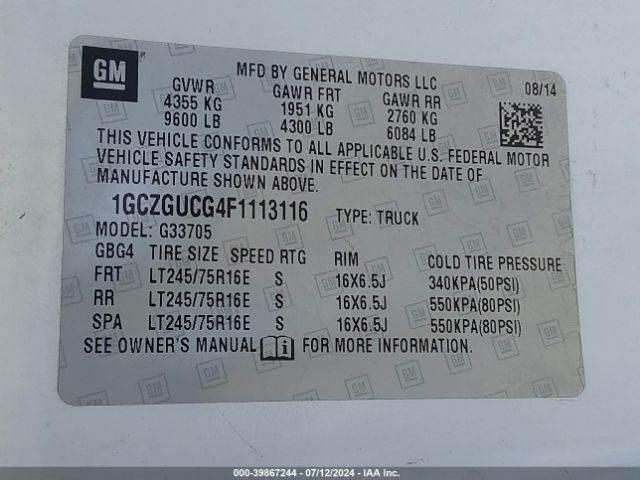 GM
MFD BY GENERAL MOTORS LLC
08/14
GVWR GAWR FRT GAWR RR
4355 KG 1951 KG 2760 KG
9600 LB 4300 LB 6084 LB
THIS VEHICLE CONFORMS TO ALL APPLICABLE U.S. FEDERAL MOTOR
VEHICLE SAFETY STANDARDS IN EFFECT ON THE DATE OF
MANUFACTURE SHOWN ABOVE.
1GCZGUCG4F1113116 TYPE: TRUCK
MODEL: G33705
GBG4 TIRE SIZE SPEED RTG RIM COLD TIRE PRESSURE
FRT LT245/75R16E S 16X6.5J 340KPA(50PSI)
RR LT245/75R16E S 16X6.5J 550KPA(80PSI)
SPA LT245/75R16E S 16X6.5J 550KPA(80PSI)
SEE OWNER'S MANUAL i FOR MORE INFORMATION.
000-39867244 - 07/12/2024 - IAAI.COM